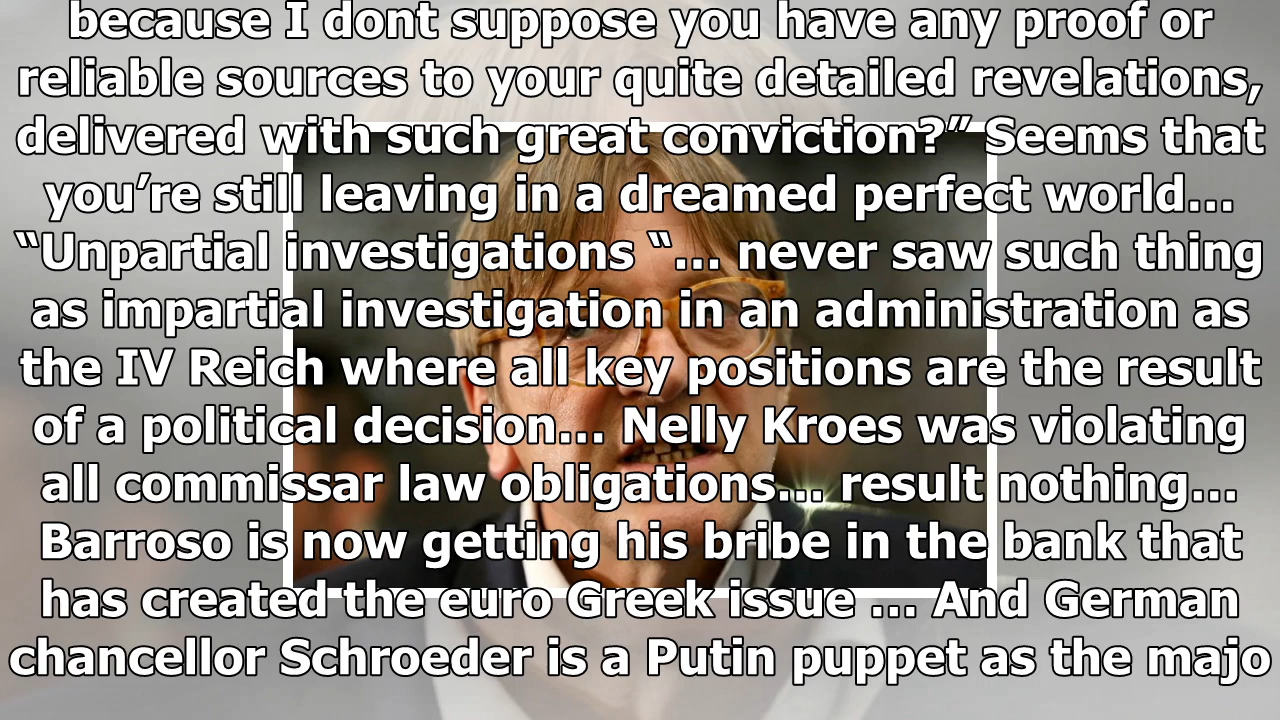 because I dont suppose you have any proof or
reliable sources to your quite detailed revelations,
delivered with such great conviction?” Seems that
you’re still leaving in a dreamed perfect world...
“Unpartial investigations “... never saw such thing
as impartial investigation in an administration as
the IV Reich where all key positions are the result
of a political decision... Nelly Kroes was violating
all commissar law obligations... result nothing...
Barroso is now getting his bribe in the bank that
has created the euro Greek issue ... And German
chancellor Schroeder is a Putin puppet as the majo